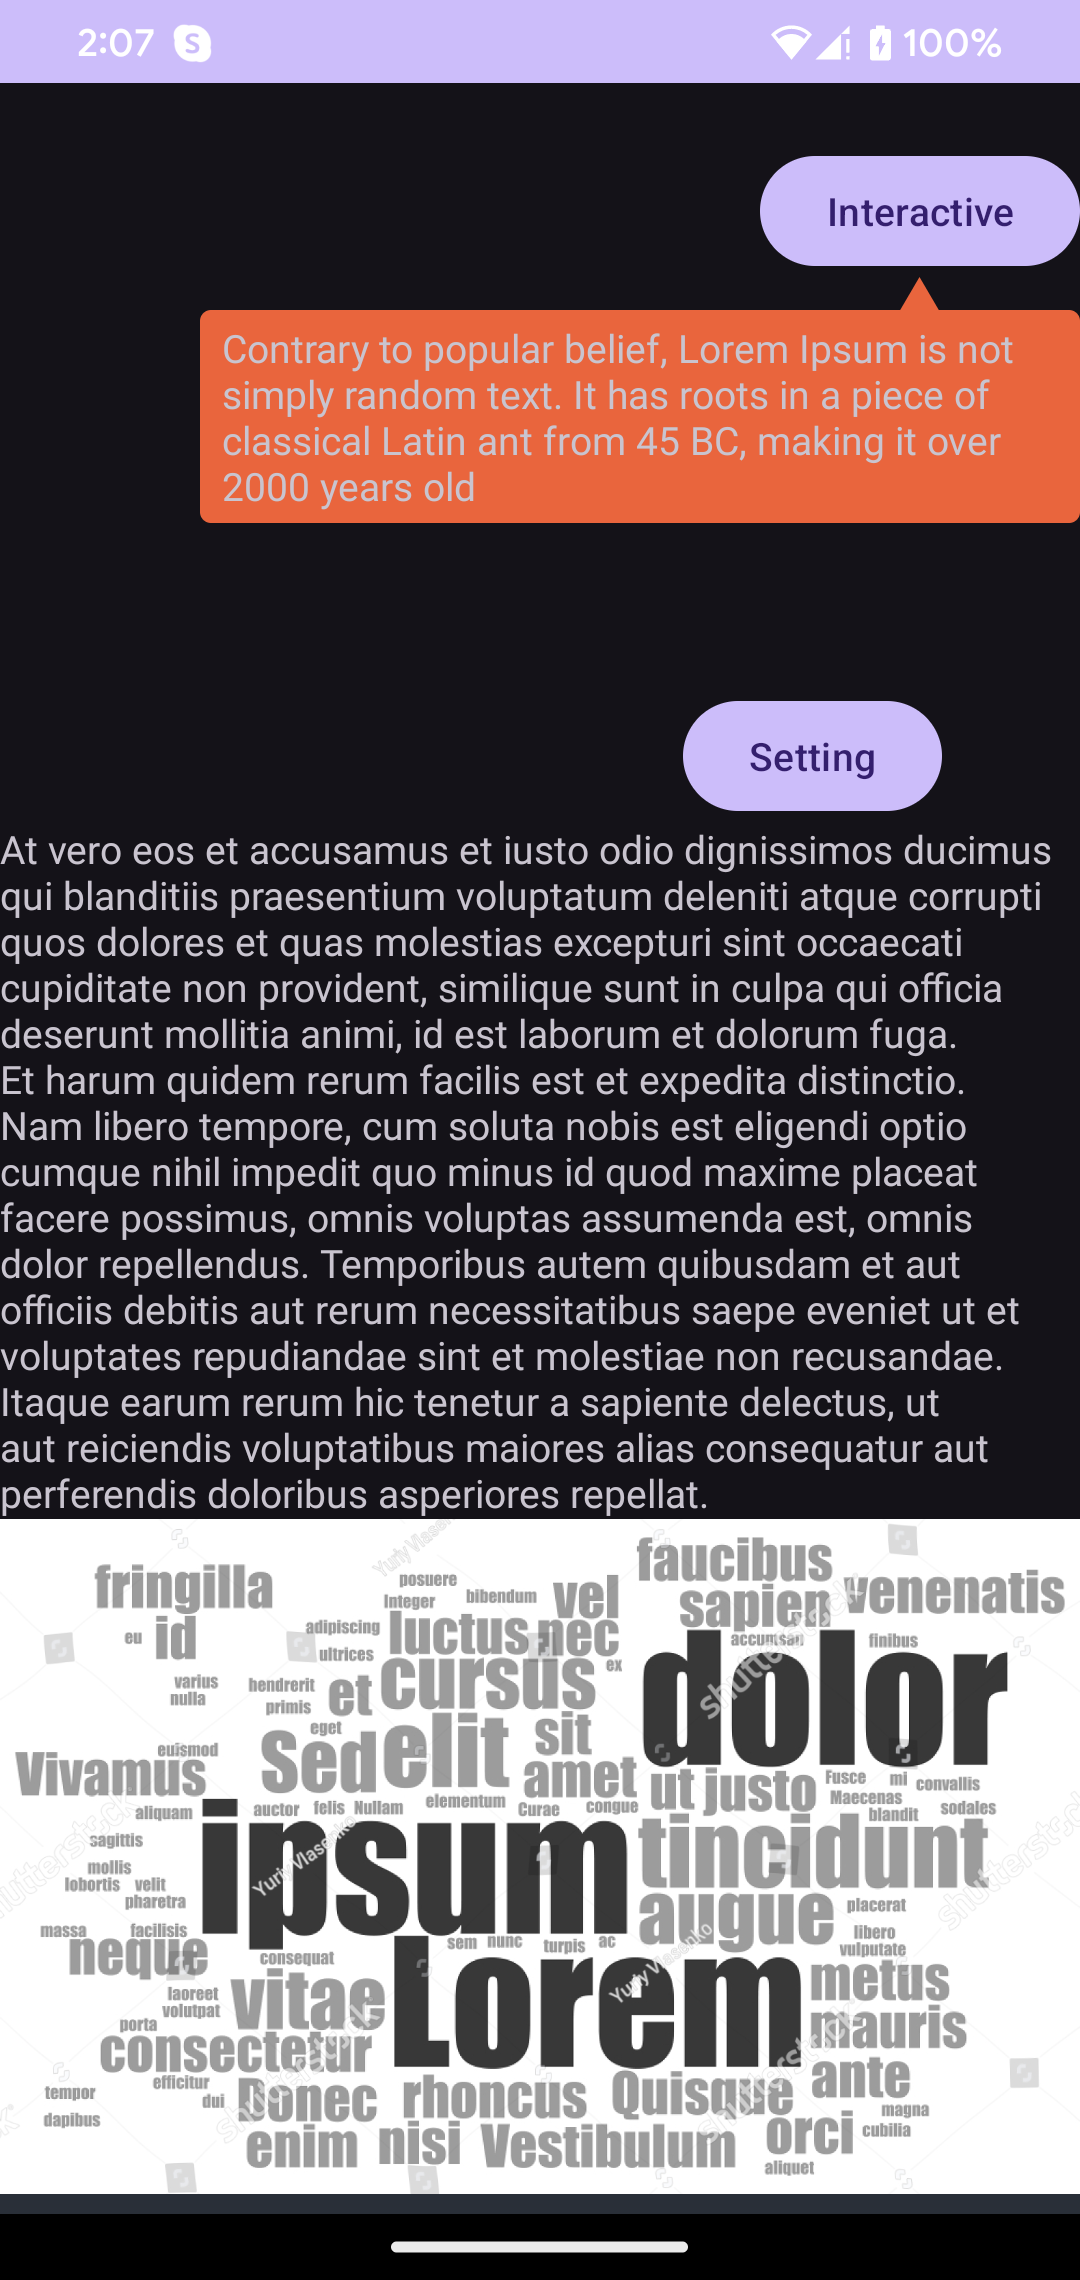 2:07 S 100%
Interactive
Contrary to popular belief, Lorem Ipsum is not
simply random text. It has roots in a piece of
classical Latin ant from 45 BC, making it over
2000 years old
Setting
At vero eos et accusamus et iusto odio dignissimos ducimus
qui blanditiis praesentium voluptatum deleniti atque corrupti
quos dolores et quas molestias excepturi sint occaecati
cupiditate non provident, similique sunt in culpa qui officia
deserunt mollitia animi, id est laborum et dolorum fuga.
Et harum quidem rerum facilis est et expedita distinctio.
Nam libero tempore, cum soluta nobis est eligendi optio
cumque nihil impedit quo minus id quod maxime placeat
facere possimus, omnis voluptas assumenda est, omnis
dolor repellendus. Temporibus autem quibusdam et aut
officiis debitis aut rerum necessitatibus saepe eveniet ut et
voluptates repudiandae sint et molestiae non recusandae.
Itaque earum rerum hic tenetur a sapiente delectus, ut
aut reiciendis voluptatibus maiores alias consequatur aut
perferendis doloribus asperiores repellat.
faucibus
fringilla posuere Integer bibendum vel sapien venenatis
eu id adipiscing luctus nec accumsan finibus
ultrices cursus ex dolor
varius nulla hendrerit primis et
eget Sed elit sit
Vivamus euismod amet ut justo Fusce mi convallis
Maecenas
aliquam auctor felis Nullam elementum Curae congue blandit sodales
sagittis ipsum tincidunt
mollis
lobortis velit
pharetra augue placerat
massa facilisis libero
neque consequat sem nunc turpis ac vulputate
laoreet vitae Lorem metus
volutpat
porta mauris
consectetur
efficitur ante
tempor dui Donec rhoncus Quisque magna
dapibus orci cubilia
enim nisi Vestibulum aliquet
shutterstock
Yuriy Vlasenko